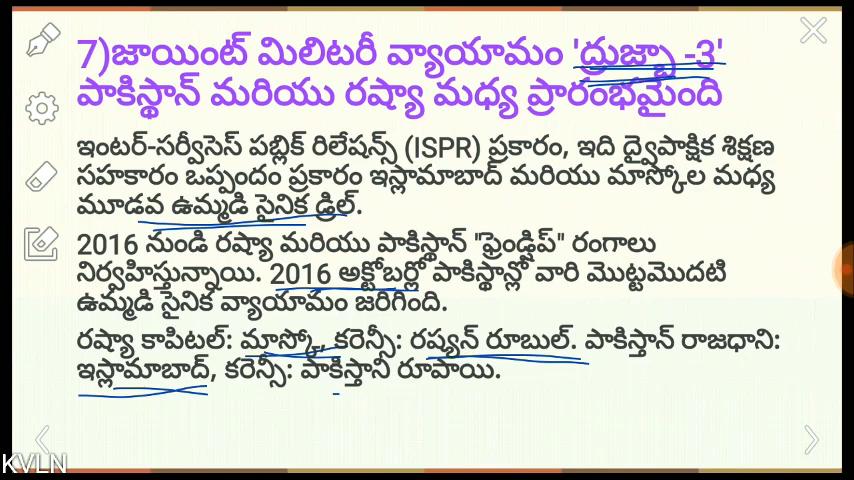 7)జాయింట్ మిలిటరీ వ్యాయామం 'ద్రుజ్బా -3'
పాకిస్థాన్ మరియు రష్యా మధ్య ప్రారంభమైంది
ఇంటర్-సర్వీసెస్ పబ్లిక్ రిలేషన్స్ (ISPR) ప్రకారం, ఇది ద్వైపాక్షిక శిక్షణ
సహకారం ఒప్పందం ప్రకారం ఇస్లామాబాద్ మరియు మాస్కోల మధ్య
మూడవ ఉమ్మడి సైనిక డ్రిల్.
2016 నుండి రష్యా మరియు పాకిస్థాన్ "ఫ్రెండ్షిప్" రంగాలు
నిర్వహిస్తున్నాయి. 2016 అక్టోబర్లో పాకిస్థాన్లో వారి మొట్టమొదటి
ఉమ్మడి సైనిక వ్యాయామం జరిగింది.
రష్యా కాపిటల్: మాస్కో, కరెన్సీ: రష్యన్ రూబుల్. పాకిస్తాన్ రాజధాని:
ఇస్లామాబాద్, కరెన్సీ: పాకిస్తాని రూపాయి.
KVLN